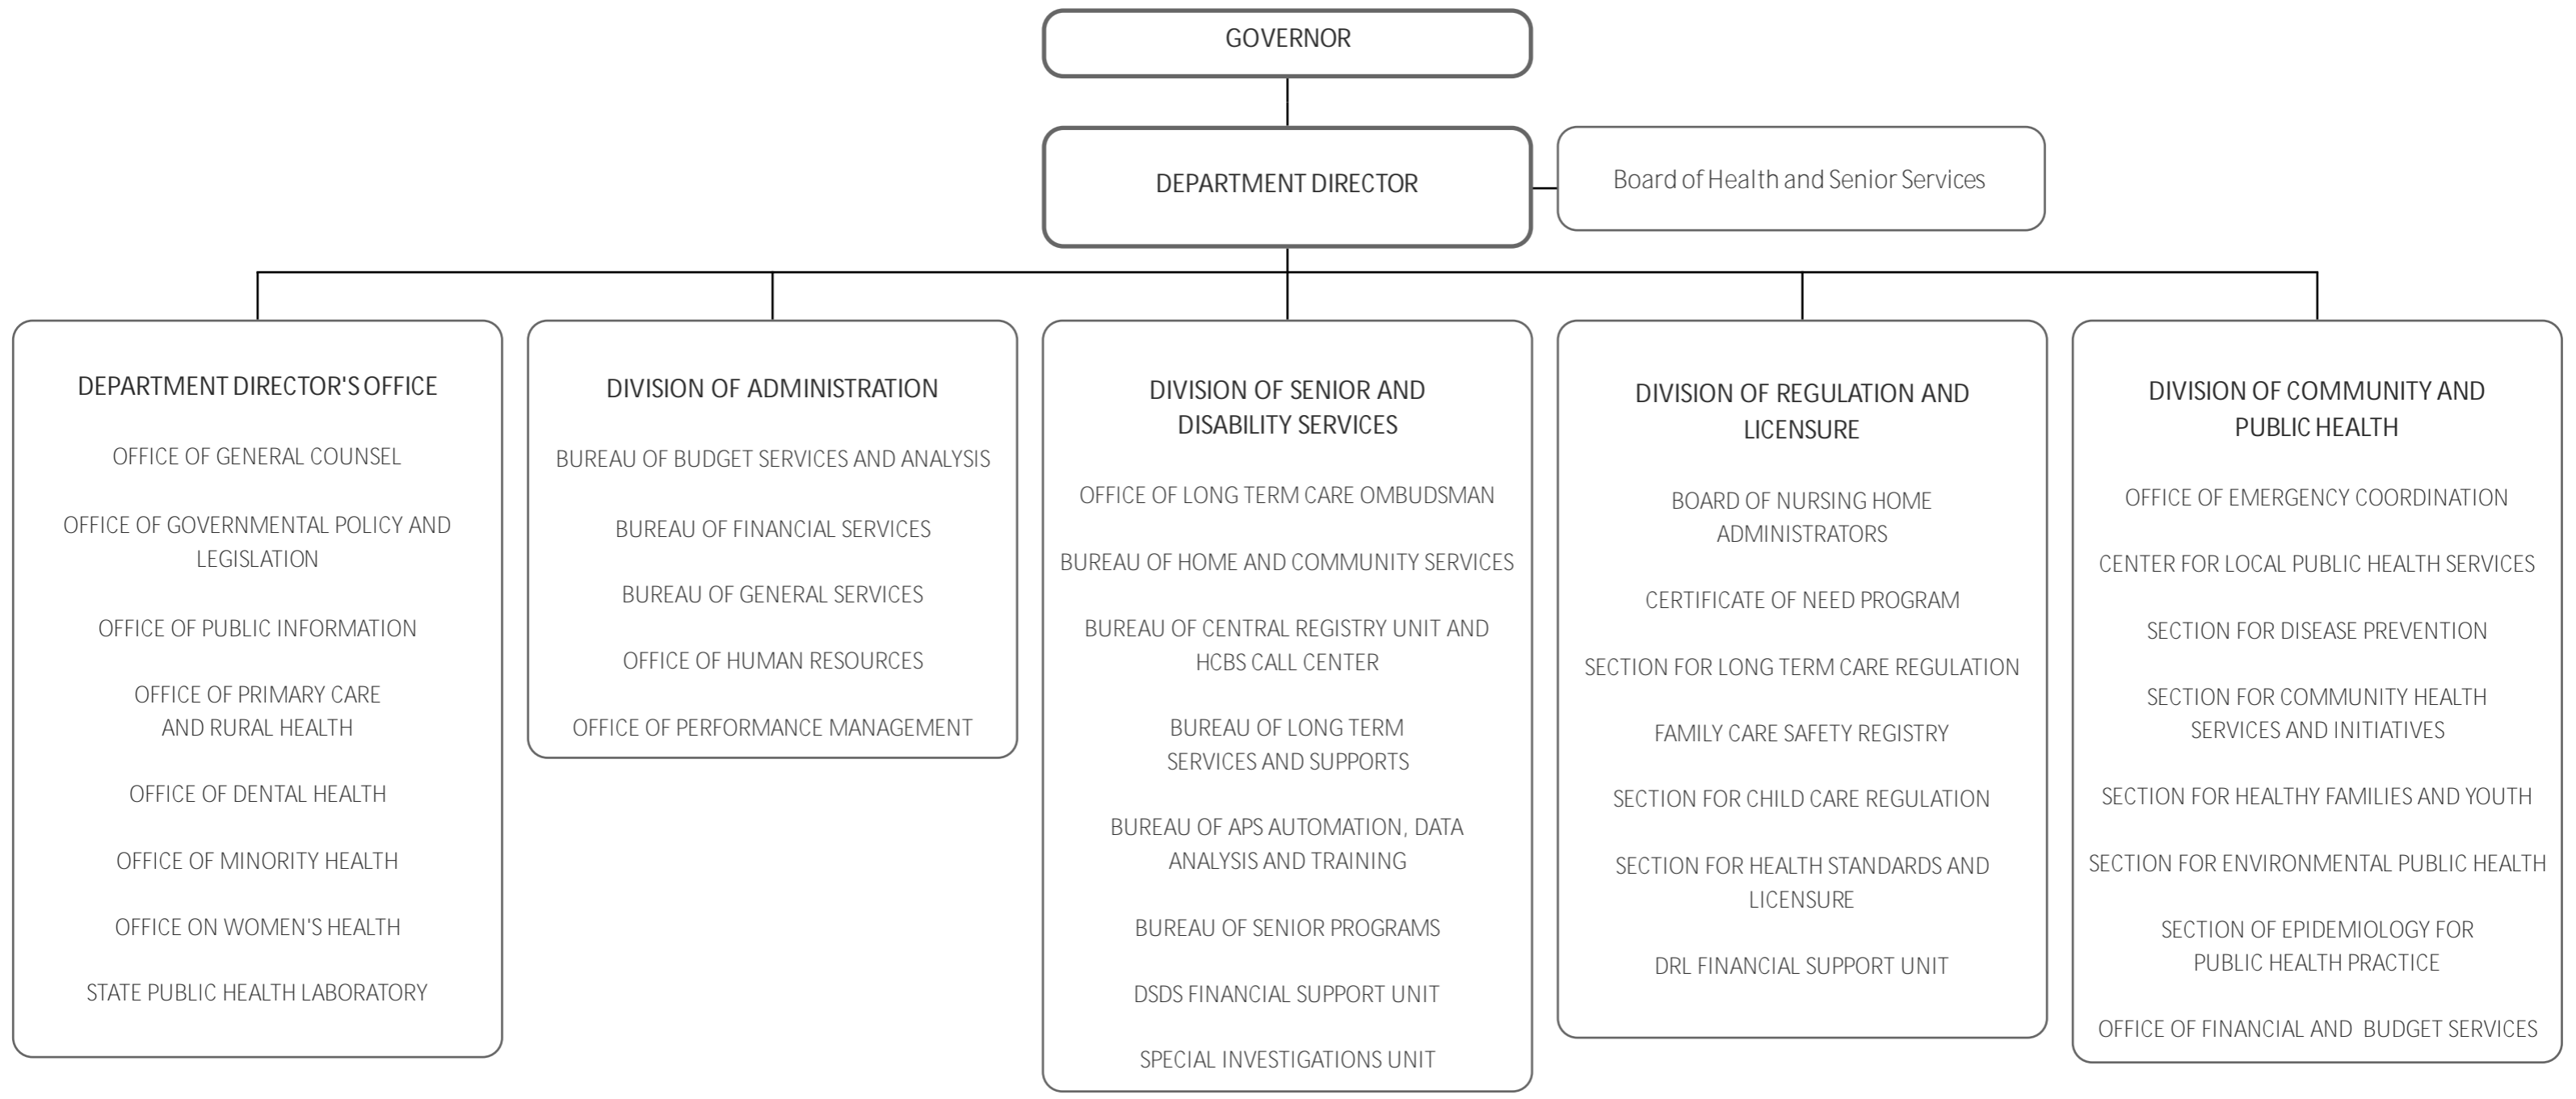 GOVERNOR
DEPARTMENT DIRECTOR
Board of Health and Senior Services
DEPARTMENT DIRECTOR'S OFFICE
OFFICE OF GENERAL COUNSEL
OFFICE OF GOVERNMENTAL POLICY AND
LEGISLATION
OFFICE OF PUBLIC INFORMATION
OFFICE OF PRIMARY CARE
AND RURAL HEALTH
OFFICE OF DENTAL HEALTH
OFFICE OF MINORITY HEALTH
OFFICE ON WOMEN'S HEALTH
STATE PUBLIC HEALTH LABORATORY
DIVISION OF ADMINISTRATION
BUREAU OF BUDGET SERVICES AND ANALYSIS
BUREAU OF FINANCIAL SERVICES
BUREAU OF GENERAL SERVICES
OFFICE OF HUMAN RESOURCES
OFFICE OF PERFORMANCE MANAGEMENT
DIVISION OF SENIOR AND
DISABILITY SERVICES
OFFICE OF LONG TERM CARE OMBUDSMAN
BUREAU OF HOME AND COMMUNITY SERVICES
BUREAU OF CENTRAL REGISTRY UNIT AND
HCBS CALL CENTER
BUREAU OF LONG TERM
SERVICES AND SUPPORTS
BUREAU OF APS AUTOMATION, DATA
ANALYSIS AND TRAINING
BUREAU OF SENIOR PROGRAMS
DSDS FINANCIAL SUPPORT UNIT
SPECIAL INVESTIGATIONS UNIT
DIVISION OF REGULATION AND
LICENSURE
BOARD OF NURSING HOME
ADMINISTRATORS
CERTIFICATE OF NEED PROGRAM
SECTION FOR LONG TERM CARE REGULATION
FAMILY CARE SAFETY REGISTRY
SECTION FOR CHILD CARE REGULATION
SECTION FOR HEALTH STANDARDS AND
LICENSURE
DRL FINANCIAL SUPPORT UNIT
DIVISION OF COMMUNITY AND
PUBLIC HEALTH
OFFICE OF EMERGENCY COORDINATION
CENTER FOR LOCAL PUBLIC HEALTH SERVICES
SECTION FOR DISEASE PREVENTION
SECTION FOR COMMUNITY HEALTH
SERVICES AND INITIATIVES
SECTION FOR HEALTHY FAMILIES AND YOUTH
SECTION FOR ENVIRONMENTAL PUBLIC HEALTH
SECTION OF EPIDEMIOLOGY FOR
PUBLIC HEALTH PRACTICE
OFFICE OF FINANCIAL AND BUDGET SERVICES